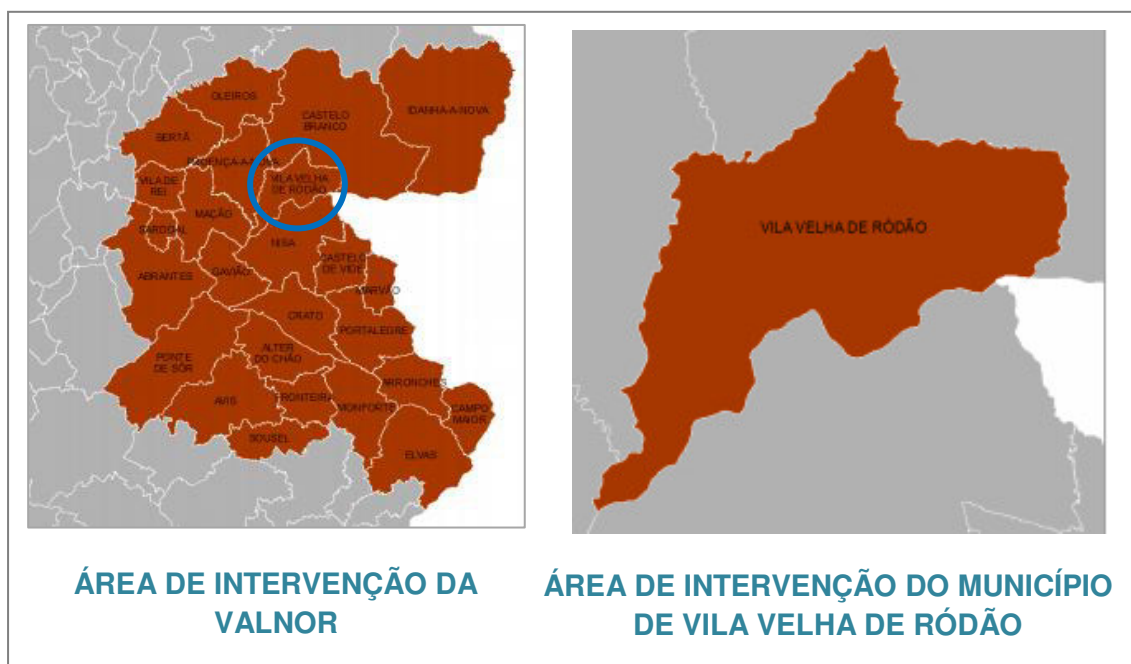 OLEIROS
CASTELO
BRANCO
IDANHA-A-NOVA
SERTÃ
PROENÇA-A-NOVA
VILA DE
REI
VILA VELHA
DE RÓDÃO
MAÇÃO
SARDOAL
NISA
ABRANTES
GAVIÃO
CASTELO
DE VIDE
MARVÃO
CRATO
PORTALEGRE
PONTE
DE SÔR
ALTER
DO CHÃO
ARRONCHES
AVIS
FRONTEIRA
MONFORTE
CAMPO
MAIOR
SOUSEL
ELVAS
ÁREA DE INTERVENÇÃO DA
VALNOR
VILA VELHA DE RÓDÃO
ÁREA DE INTERVENÇÃO DO MUNICÍPIO
DE VILA VELHA DE RÓDÃO